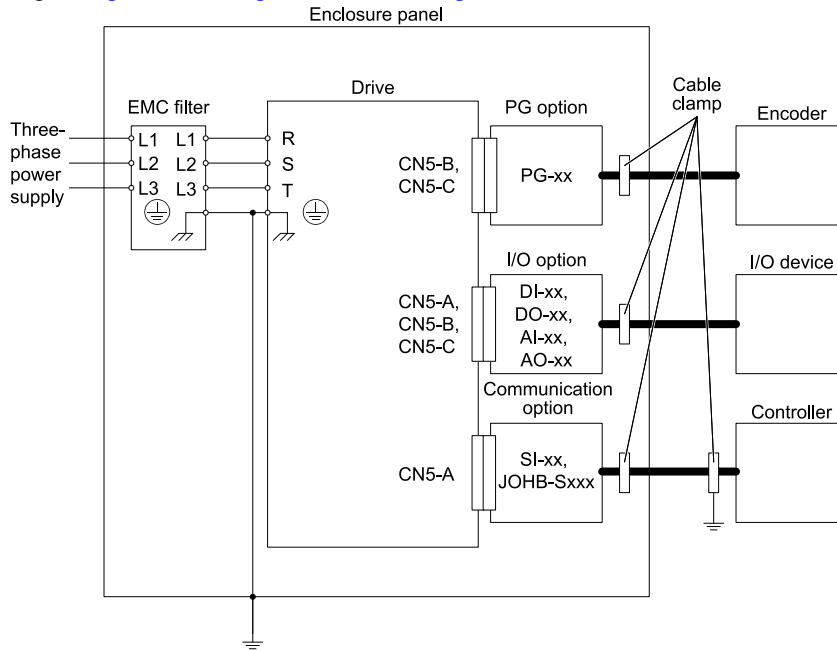 Enclosure panel
Drive
EMC filter
PG option
Cable
clamp
Encoder
Three-
phase
power
supply
L1 L1
L2 L2
L3 L3
R
S
T
CN5-B,
CN5-C
PG-xx
I/O option
I/O device
CN5-A,
CN5-B,
CN5-C
DI-xx,
DO-xx,
AI-xx,
AO-xx
Communication
option
Controller
CN5-A
SI-xx,
JOHB-Sxxx